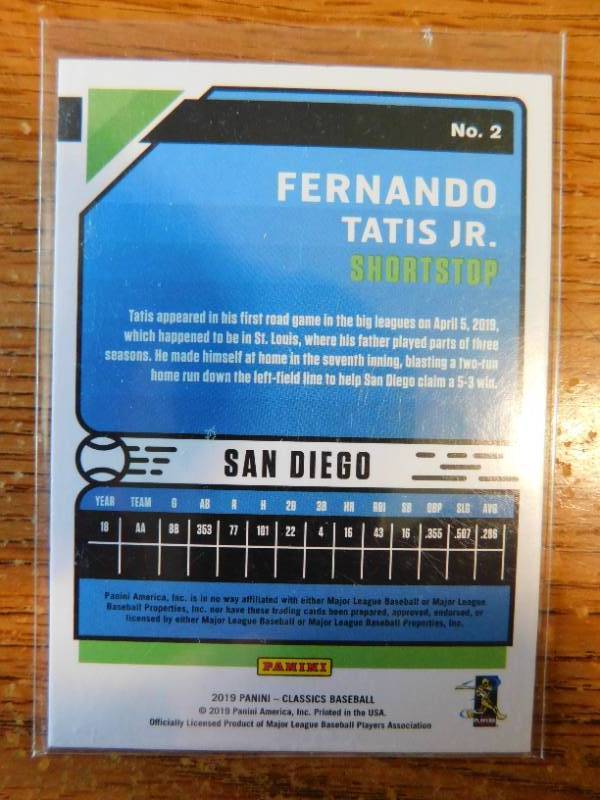 No. 2
FERNANDO
TATIS JR.
SHORTSTOP
Tatis appeared in his first road game in the big leagues on April 5, 2019,
which happened to be in St. Louis, where his father played parts of three
seasons. He made himself at home in the seventh inning, blasting a two-run
home run down the left-field line to help San Diego claim a 5-3 win.
SAN DIEGO
YEAR TEAM G AB R H 2B 3B HR RBI SB OBP SLG AVG
18 AA 88 353 77 101 22 4 16 43 16 .355 .507 .286
Panini America, Inc. is in no way affiliated with either Major League Baseball or Major League
Baseball Properties, Inc. nor have these trading cards been prepared, approved, endorsed, or
licensed by either Major League Baseball or Major League Baseball Properties, Inc.
PANINI
2019 PANINI – CLASSICS BASEBALL
© 2019 Panini America, Inc. Printed in the USA.
Officially Licensed Product of Major League Baseball Players Association
PLAYERS